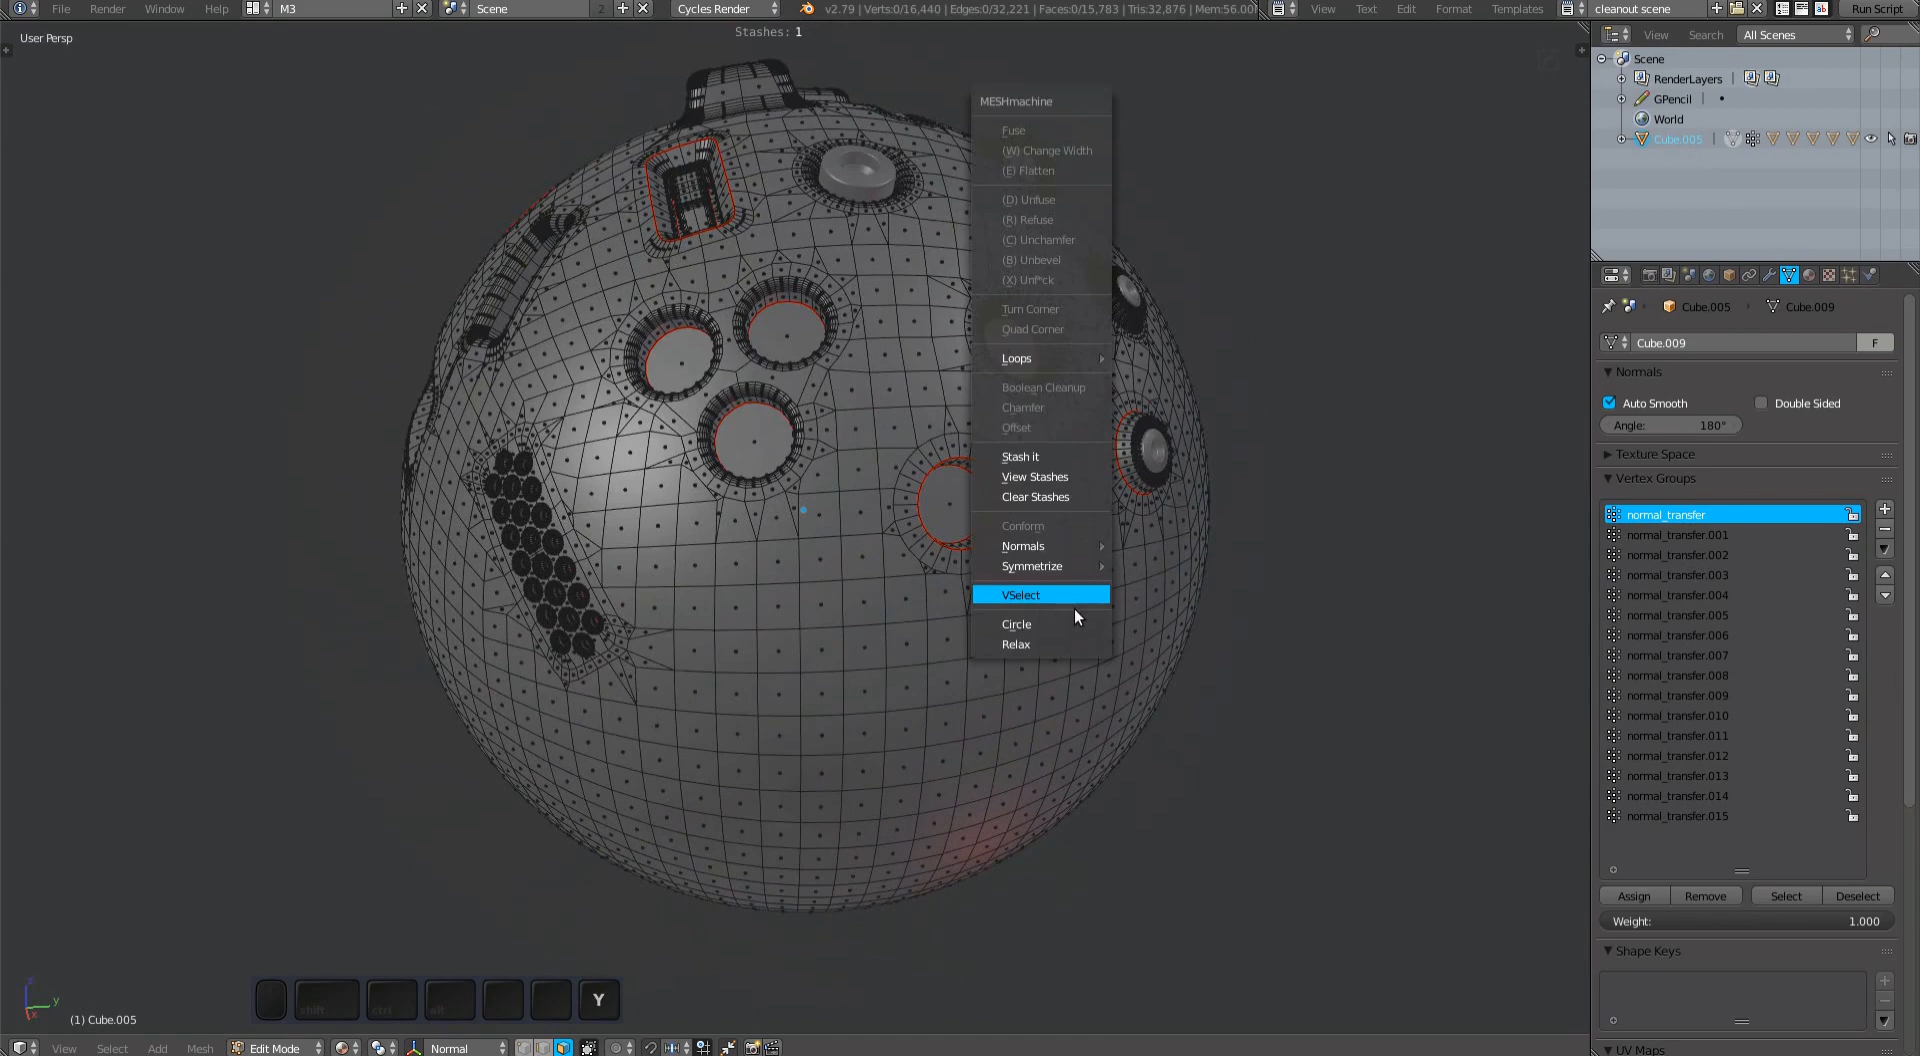 File Render Window Help M3 Scene 2 Cycles Render v2.79 | Verts:0/16,440 | Edges:0/32,221 | Faces:0/15,783 | Tris:32,876 | Mem:56.00 View Text Edit Format Templates cleanout scene Run Script
User Persp
Stashes: 1
MESHmachine
Fuse
(W) Change Width
(E) Flatten
(D) Unfuse
(R) Refuse
(C) Unchamfer
(B) Unbevel
(X) Unf*ck
Turn Corner
Quad Corner
Loops
Boolean Cleanup
Chamfer
Offset
Stash it
View Stashes
Clear Stashes
Conform
Normals
Symmetrize
VSelect
Circle
Relax
View Search All Scenes
Scene
RenderLayers
GPencil
World
Cube.005
Cube.005 Cube.009
Cube.009 F
Normals
Auto Smooth Double Sided
Angle: 180°
Texture Space
Vertex Groups
normal_transfer
normal_transfer.001
normal_transfer.002
normal_transfer.003
normal_transfer.004
normal_transfer.005
normal_transfer.006
normal_transfer.007
normal_transfer.008
normal_transfer.009
normal_transfer.010
normal_transfer.011
normal_transfer.012
normal_transfer.013
normal_transfer.014
normal_transfer.015
Assign Remove Select Deselect
Weight: 1.000
Shape Keys
UV Maps
shift ctrl alt Y
z
y
x
(1) Cube.005
View Select Add Mesh Edit Mode Normal